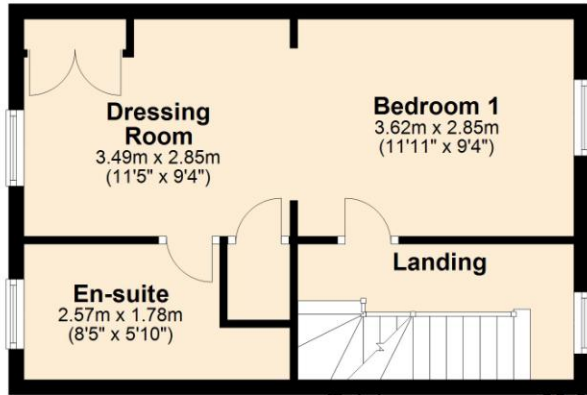 Dressing
Room
3.49m x 2.85m
(11'5" x 9'4")
Bedroom 1
3.62m x 2.85m
(11'11" x 9'4")
En-suite
2.57m x 1.78m
(8'5" x 5'10")
Landing